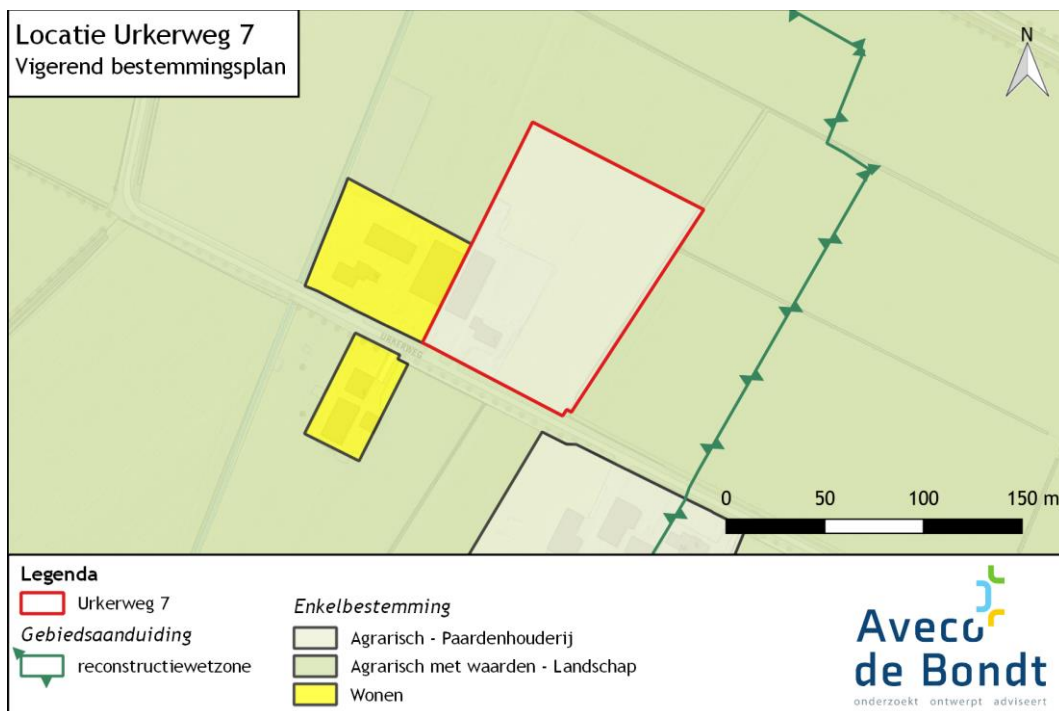 Locatie Urkerweg 7
Vigerend bestemmingsplan
N
URKERWEG
0 50 100 150 m
Legenda
Urkerweg 7
Gebiedsaanduiding
reconstructiewetzone
Enkelbestemming
Agrarisch - Paardenhouderij
Agrarisch met waarden - Landschap
Wonen
Aveco
de Bondt
onderzoekt ontwerpt adviseert